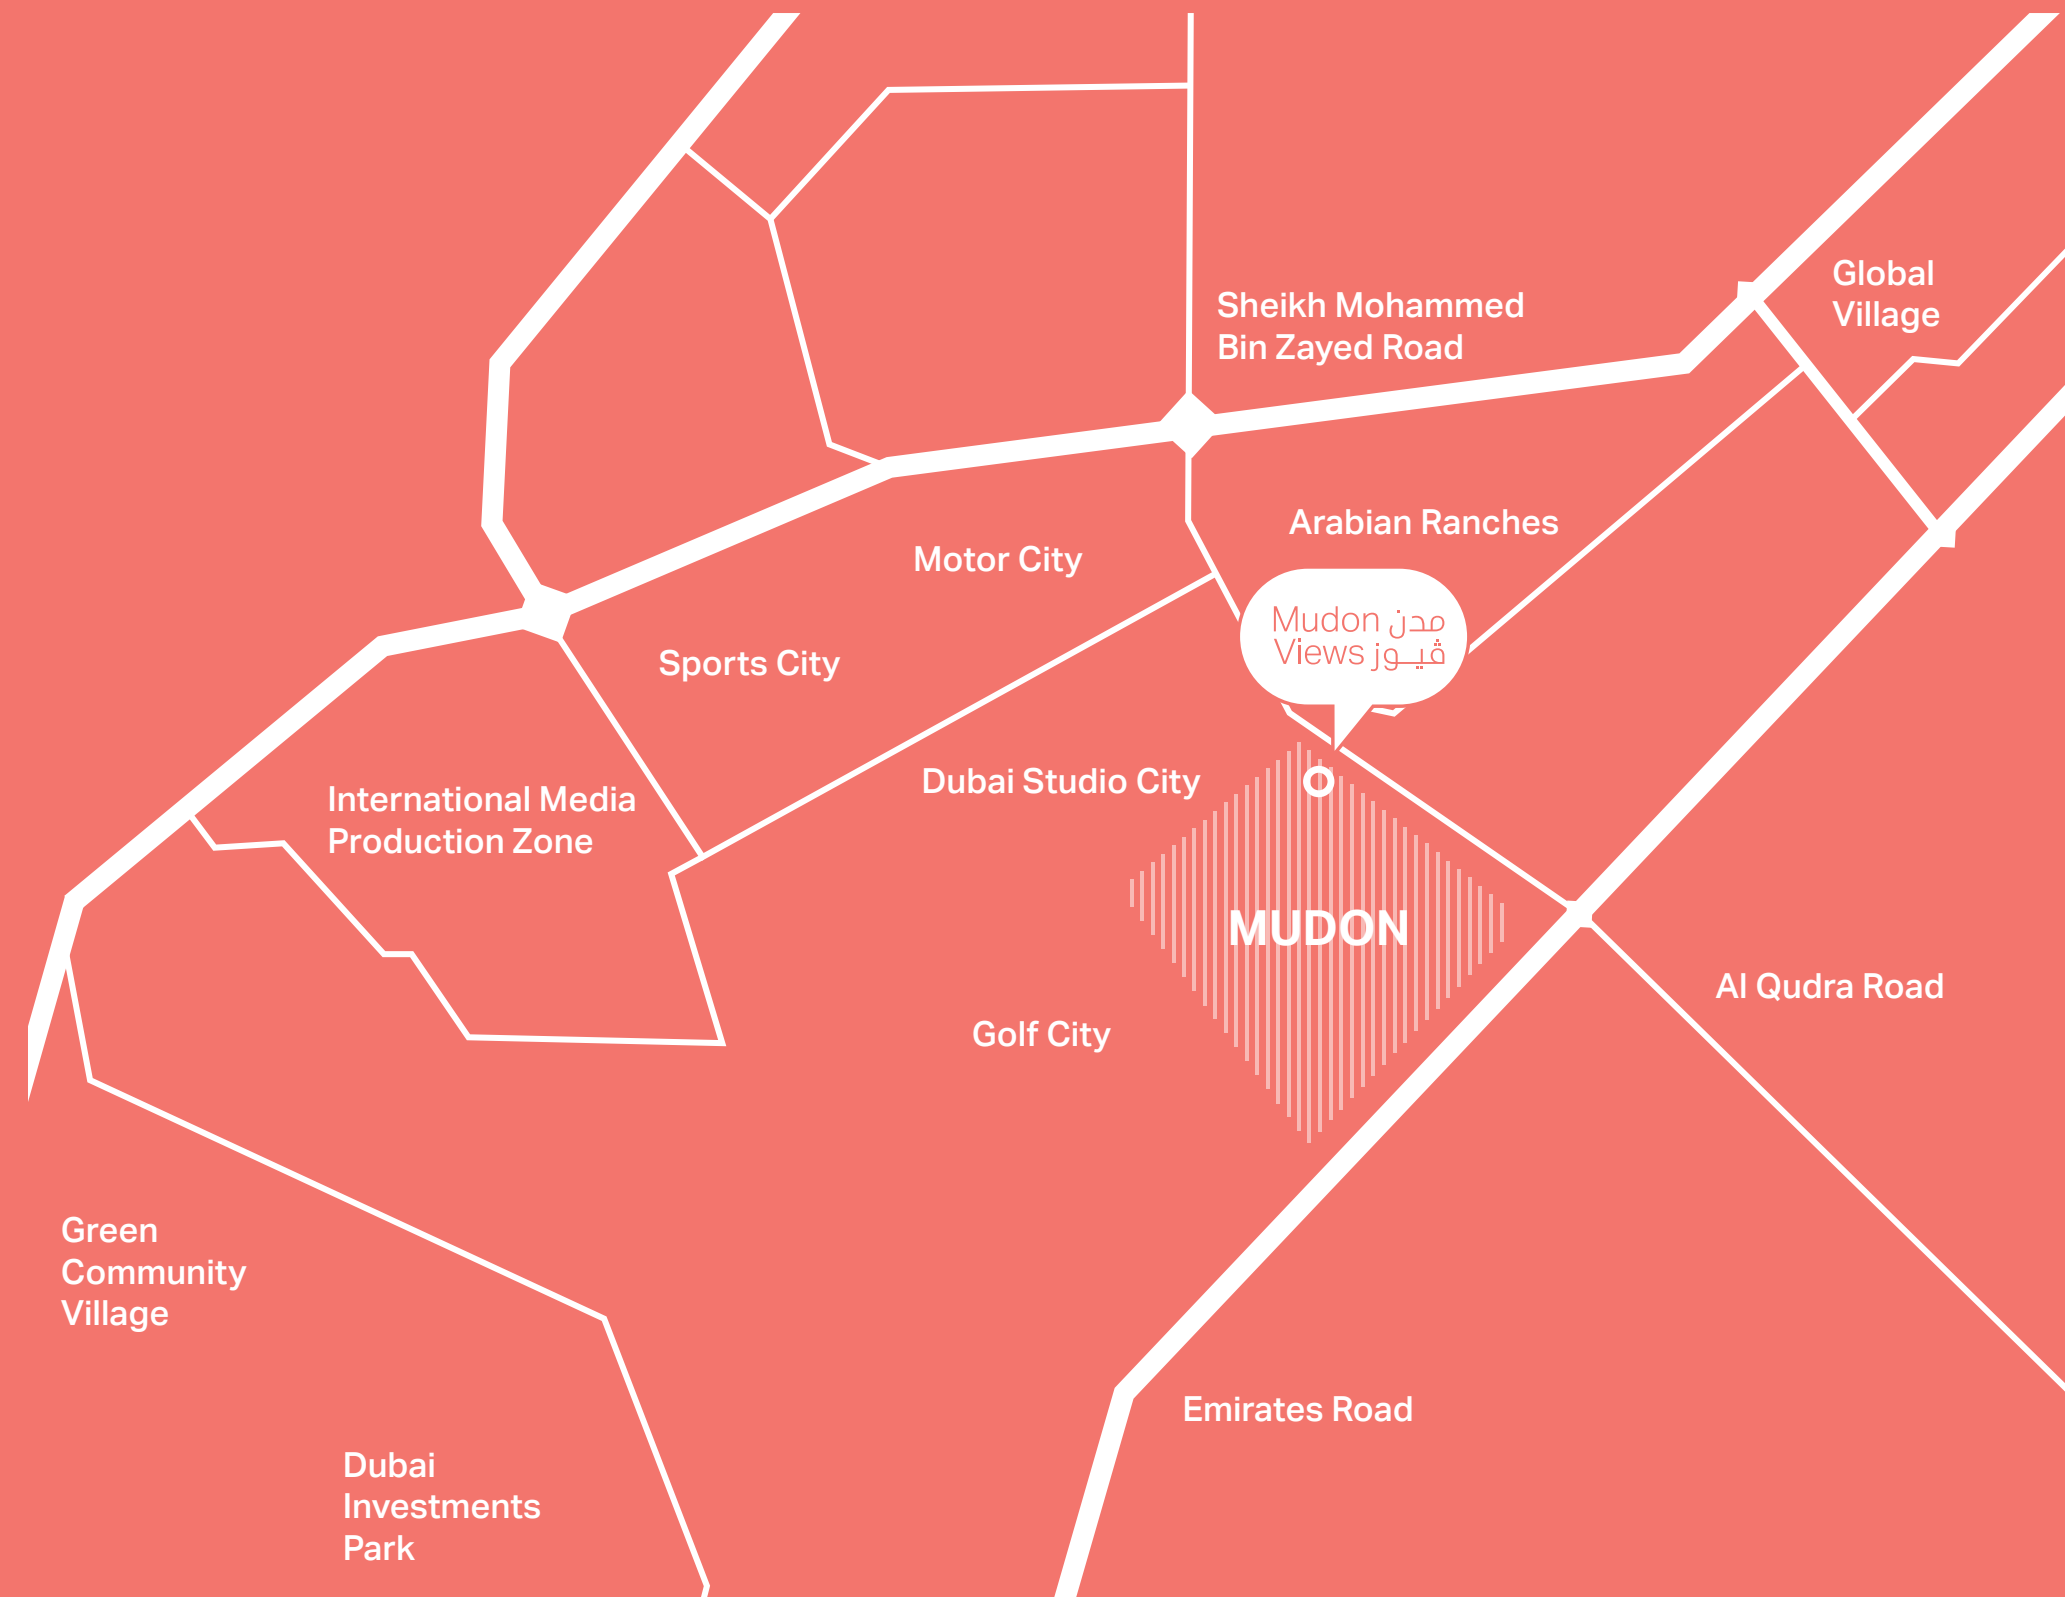 Global
Village
Sheikh Mohammed
Bin Zayed Road
Arabian Ranches
Motor City
Mudon مدن
Views ڤيـوز
Sports City
Dubai Studio City
International Media
Production Zone
MUDON
Al Qudra Road
Golf City
Green
Community
Village
Emirates Road
Dubai
Investments
Park